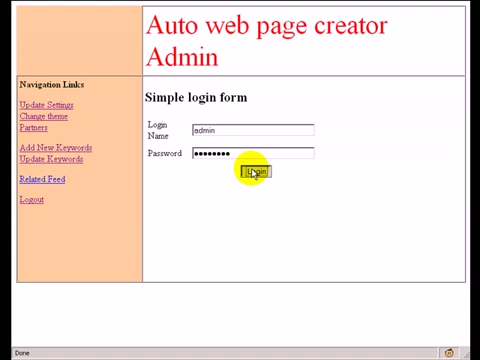 Auto web page creator
Admin
Navigation Links
Update Settings
Change theme
Partners
Add New Keywords
Update Keywords
Related Feed
Logout
Simple login form
Login
Name
admin
Password
Login
Done